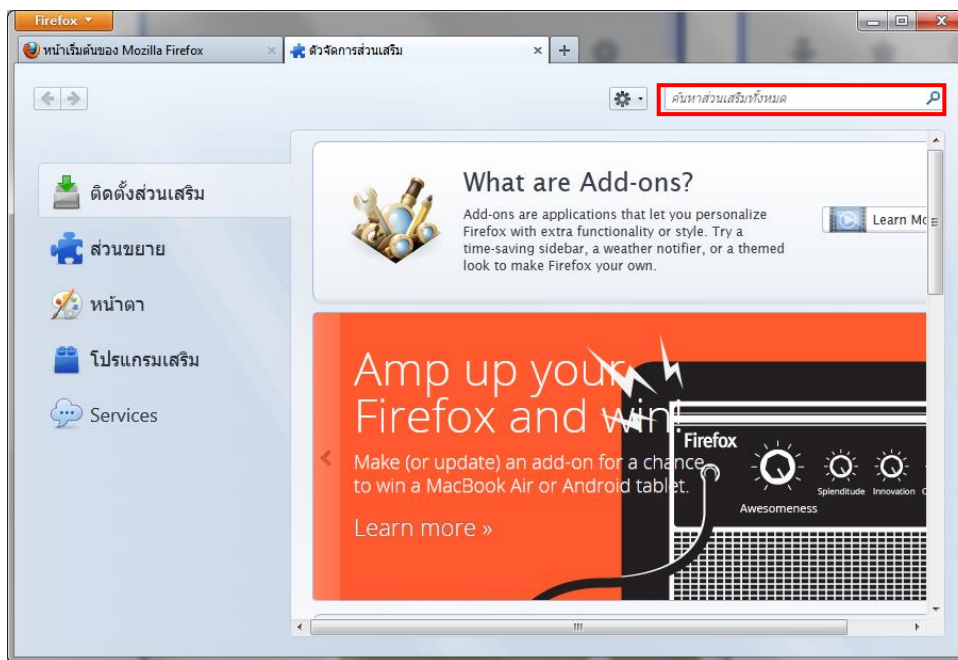 Firefox
หน้าเริ่มต้นของ Mozilla Firefox
ตัวจัดการส่วนเสริม
ค้นหาส่วนเสริมทั้งหมด
ติดตั้งส่วนเสริม
ส่วนขยาย
หน้าตา
โปรแกรมเสริม
Services
What are Add-ons?
Add-ons are applications that let you personalize
Firefox with extra functionality or style. Try a
time-saving sidebar, a weather notifier, or a themed
look to make Firefox your own.
Learn Mo
Amp up your
Firefox and win!
Make (or update) an add-on for a chance
to win a MacBook Air or Android tablet.
Learn more »
Firefox
Awesomeness
Splenditude
Innovation